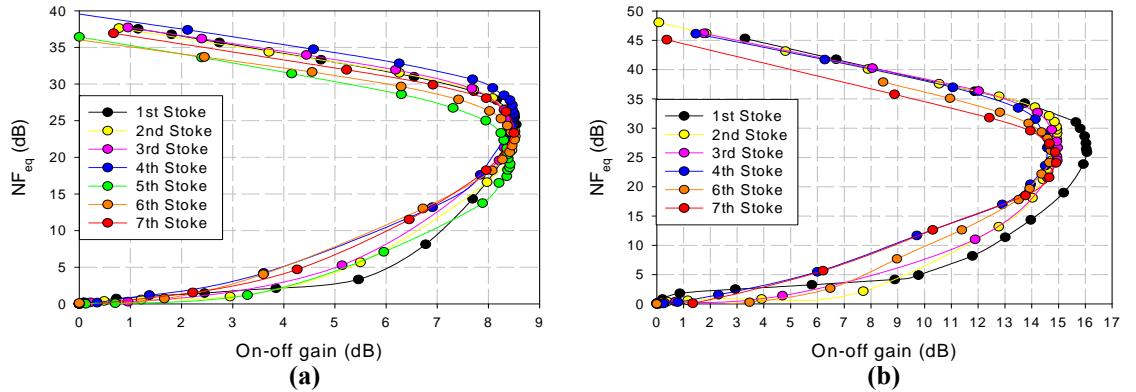 40
35
30
25
20
15
10
5
0
NFeq (dB)
1st Stoke
2nd Stoke
3rd Stoke
4th Stoke
5th Stoke
6th Stoke
7th Stoke
0 1 2 3 4 5 6 7 8 9
On-off gain (dB)
(a)
50
45
40
35
30
25
20
15
10
5
0
NFeq (dB)
1st Stoke
2nd Stoke
3rd Stoke
4th Stoke
6th Stoke
7th Stoke
0 1 2 3 4 5 6 7 8 9 10 11 12 13 14 15 16 17
On-off gain (dB)
(b)